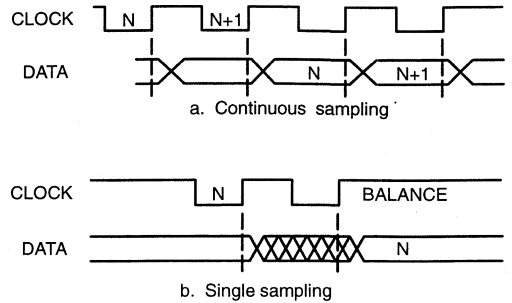 CLOCK N N+1
DATA N N+1
a. Continuous sampling
CLOCK N BALANCE
DATA N
b. Single sampling